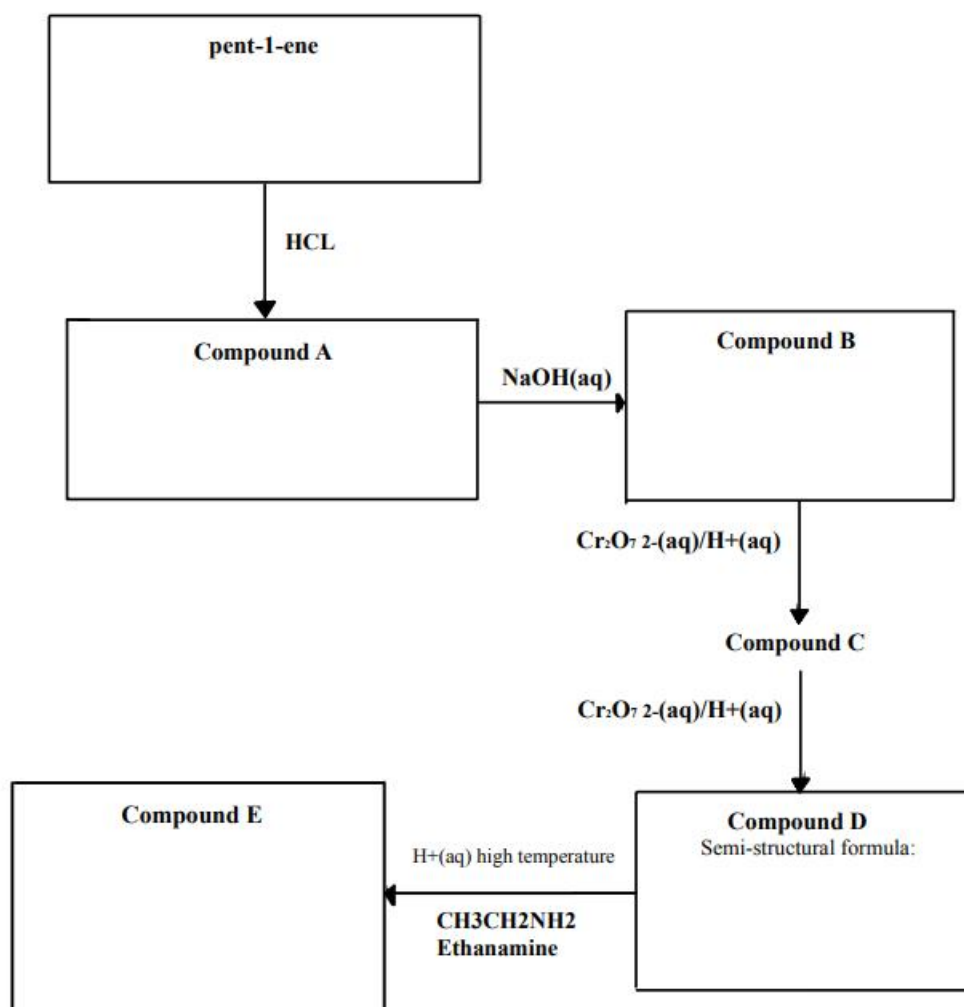 pent-1-ene
HCL
Compound A
NaOH(aq)
Compound B
Cr₂O₇ 2-(aq)/H+(aq)
Compound C
Cr₂O₇ 2-(aq)/H+(aq)
Compound D
Semi-structural formula:
H+(aq) high temperature
CH3CH2NH2
Ethanamine
Compound E